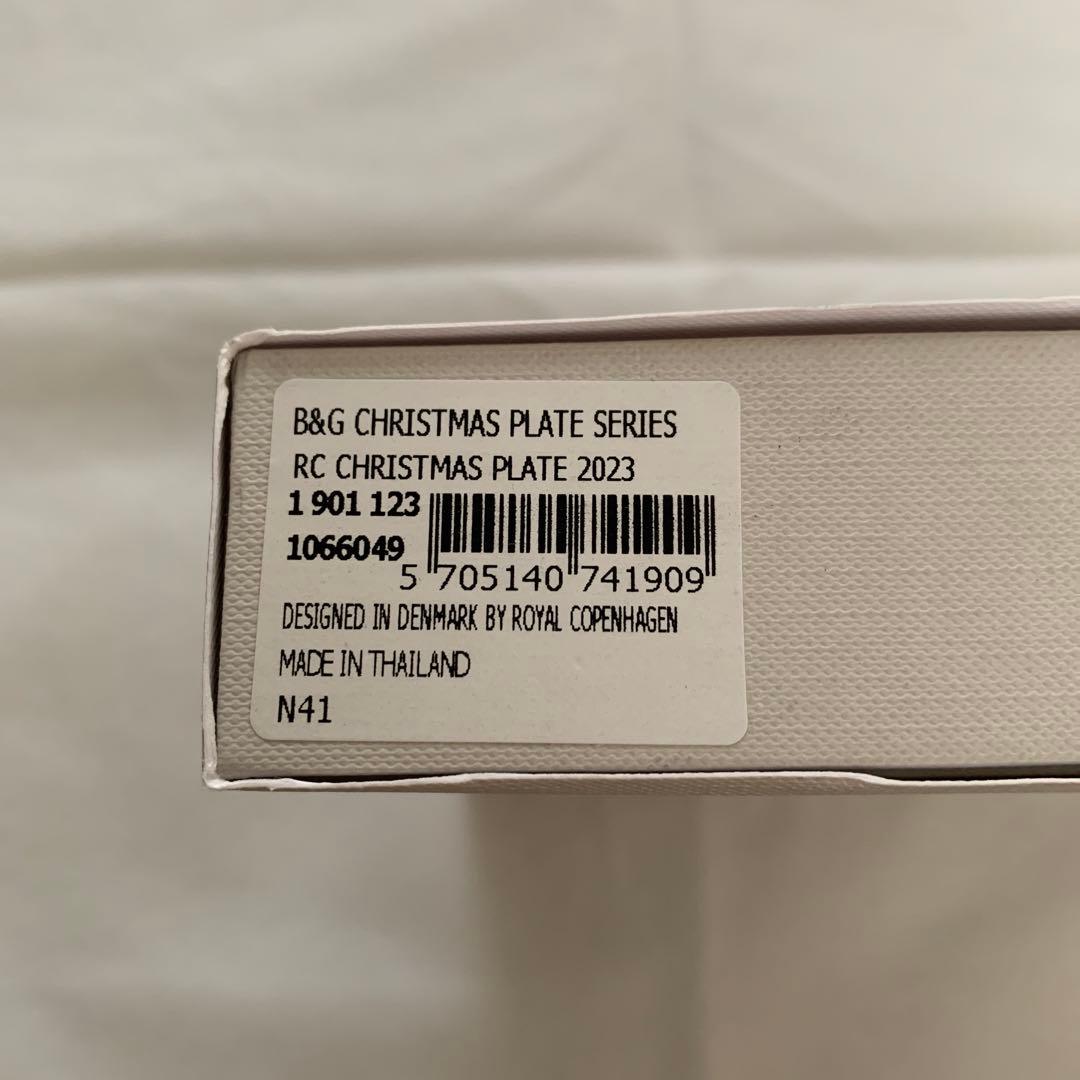 B&G CHRISTMAS PLATE SERIES
RC CHRISTMAS PLATE 2023
1 901 123
1066049
5 705140 741909
DESIGNED IN DENMARK BY ROYAL COPENHAGEN
MADE IN THAILAND
N41